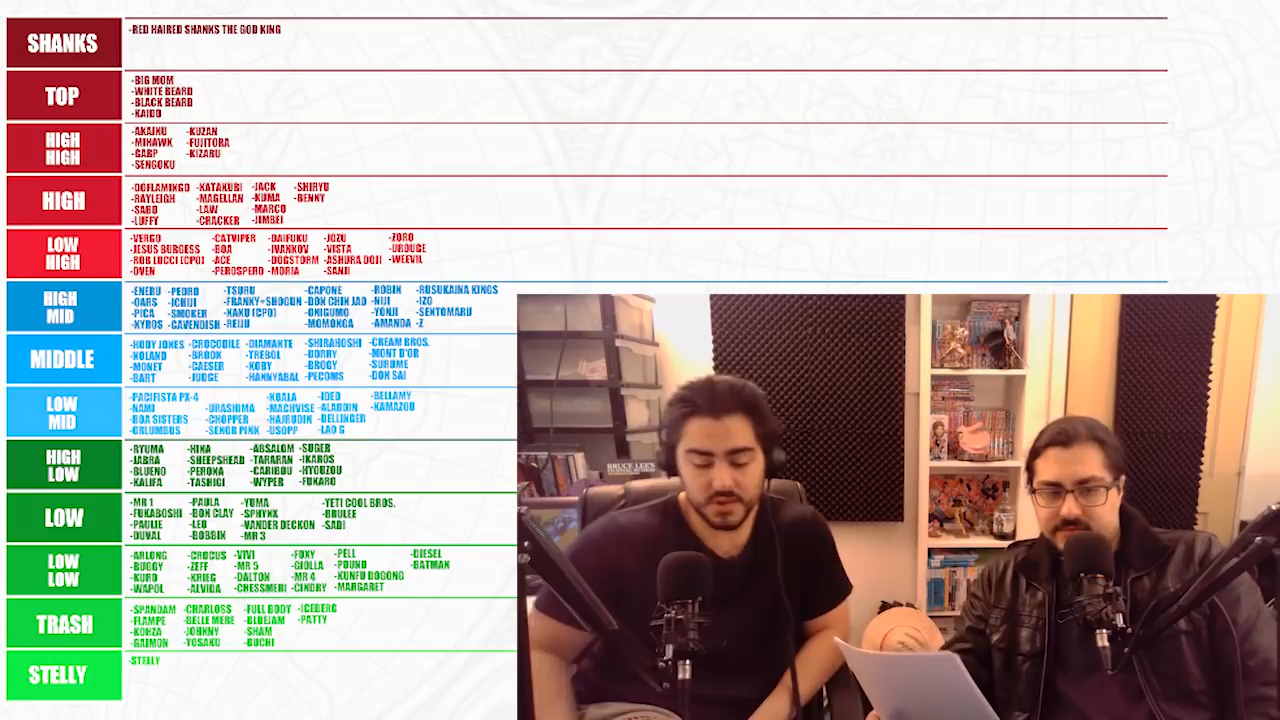 SHANKS
-RED HAIRED SHANKS THE GOD KING
TOP
-BIG MOM
-WHITE BEARD
-BLACK BEARD
-KAIDO
HIGH HIGH
-AKAINU -KUZAN
-MIHAWK -FUJITORA
-GARP -KIZARU
-SENGOKU
HIGH
-DOFLAMINGO -KATAKURI -JACK -SHIRYU
-RAYLEIGH -MAGELLAN -KUMA -BENNY
-SABO -LAW -MARCO
-LUFFY -CRACKER -JIMBEI
LOW HIGH
-VERGO -CATVIPER -DAIFUKU -JOZU -ZORO
-JESUS BURGESS -BOA -IVANKOV -VISTA -UROUGE
-ROB LUCCI (CPO) -ACE -DOGSTORM -ASHURA DOJI -WEEVIL
-OVEN -PEROSPERO -MORIA -SANJI
HIGH MID
-ENERU -PEDRO -TSURU -CAPONE -ROBIN -RUSUKAINA KINGS
-OARS -ICHIJI -FRANKY+SHOGUN -DON CHIN JAO -NIJI -IZO
-PICA -SMOKER -KAKU (CPO) -ONIGUMO -YONJI -SENTOMARU
-KYROS -CAVENDISH -REIJU -MOMONGA -AMANDA -Z
MIDDLE
-HODY JONES -CROCODILE -DIAMANTE -SHIRAHOSHI -CREAM BROS.
-KOLAND -BROOK -TREBOL -DORRY -MONT D'OR
-MONET -CAESER -KOBY -BROGY -SURUME
-BART -JUDGE -HANNYABAL -PECOMS -DON SAI
LOW MID
-PACIFISTA PX-4 -KOALA -IDEO -BELLAMY
-NAMI -URASHIMA -MACHVISE -ALADDIN -KAMAZOU
-BOA SISTERS -CHOPPER -HAJRUDIN -DELLINGER
-ORLUMBUS -SENOR PINK -USOPP -LAO G
HIGH LOW
-RYUMA -HINA -ABSALOM -SUGER
-JABRA -SHEEPSHEAD -TARARAN -IKAROS
-BLUENO -PERONA -CARIBOU -HYOUZOU
-KALIFA -TASHIGI -WYPER -FUKARO
LOW
-MR 1 -PAULA -YUMA -YETI COOL BROS.
-FUKABOSHI -BON CLAY -SPHYNX -BRULEE
-PAULIE -LEO -VANDER DECKON -SADI
-DUVAL -BOBBIN -MR 3
LOW LOW
-ARLONG -CROCUS -VIVI -FOXY -PELL -DIESEL
-BUGGY -ZEFF -MR 5 -GIOLLA -POUND -BATMAN
-KURO -KRIEG -DALTON -MR 4 -KUNFU DOGONG
-WAPOL -ALVIDA -CHESSMERI -CINDRY -MARGARET
TRASH
-SPANDAM -CHARLOSS -FULL BODY -ICEBERG
-FLAMPE -BELLE MERE -BLUEJAM -PATTY
-KOHZA -JOHNNY -SHAM
-GAIMON -YOSAKU -BUCHI
STELLY
-STELLY
BRUCE LEE'S